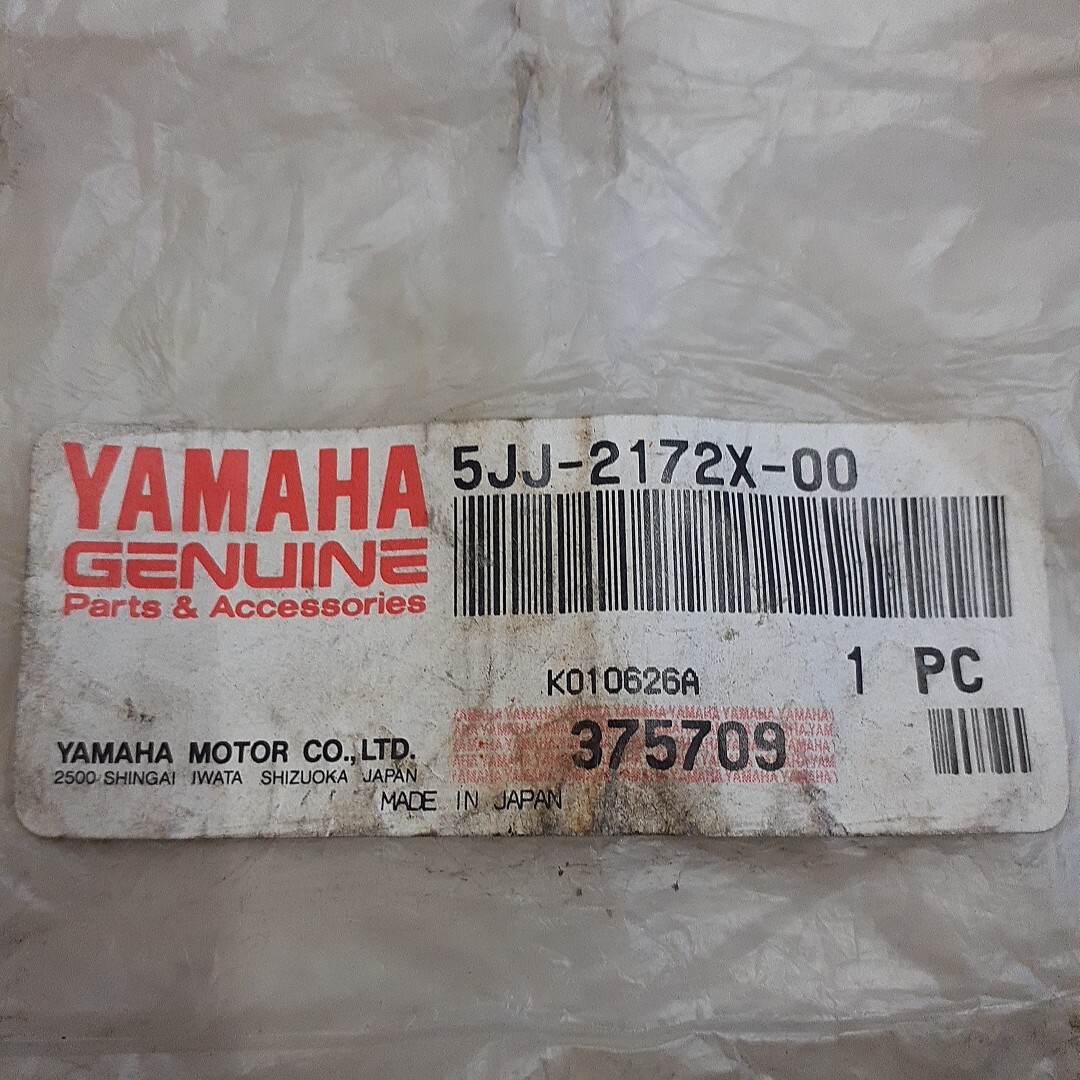 YAMAHA
GENUINE
Parts & Accessories
5JJ-2172X-00
1 PC
K010626A
375709
YAMAHA MOTOR CO., LTD.
2500 SHINGAI IWATA SHIZUOKA JAPAN
MADE IN JAPAN